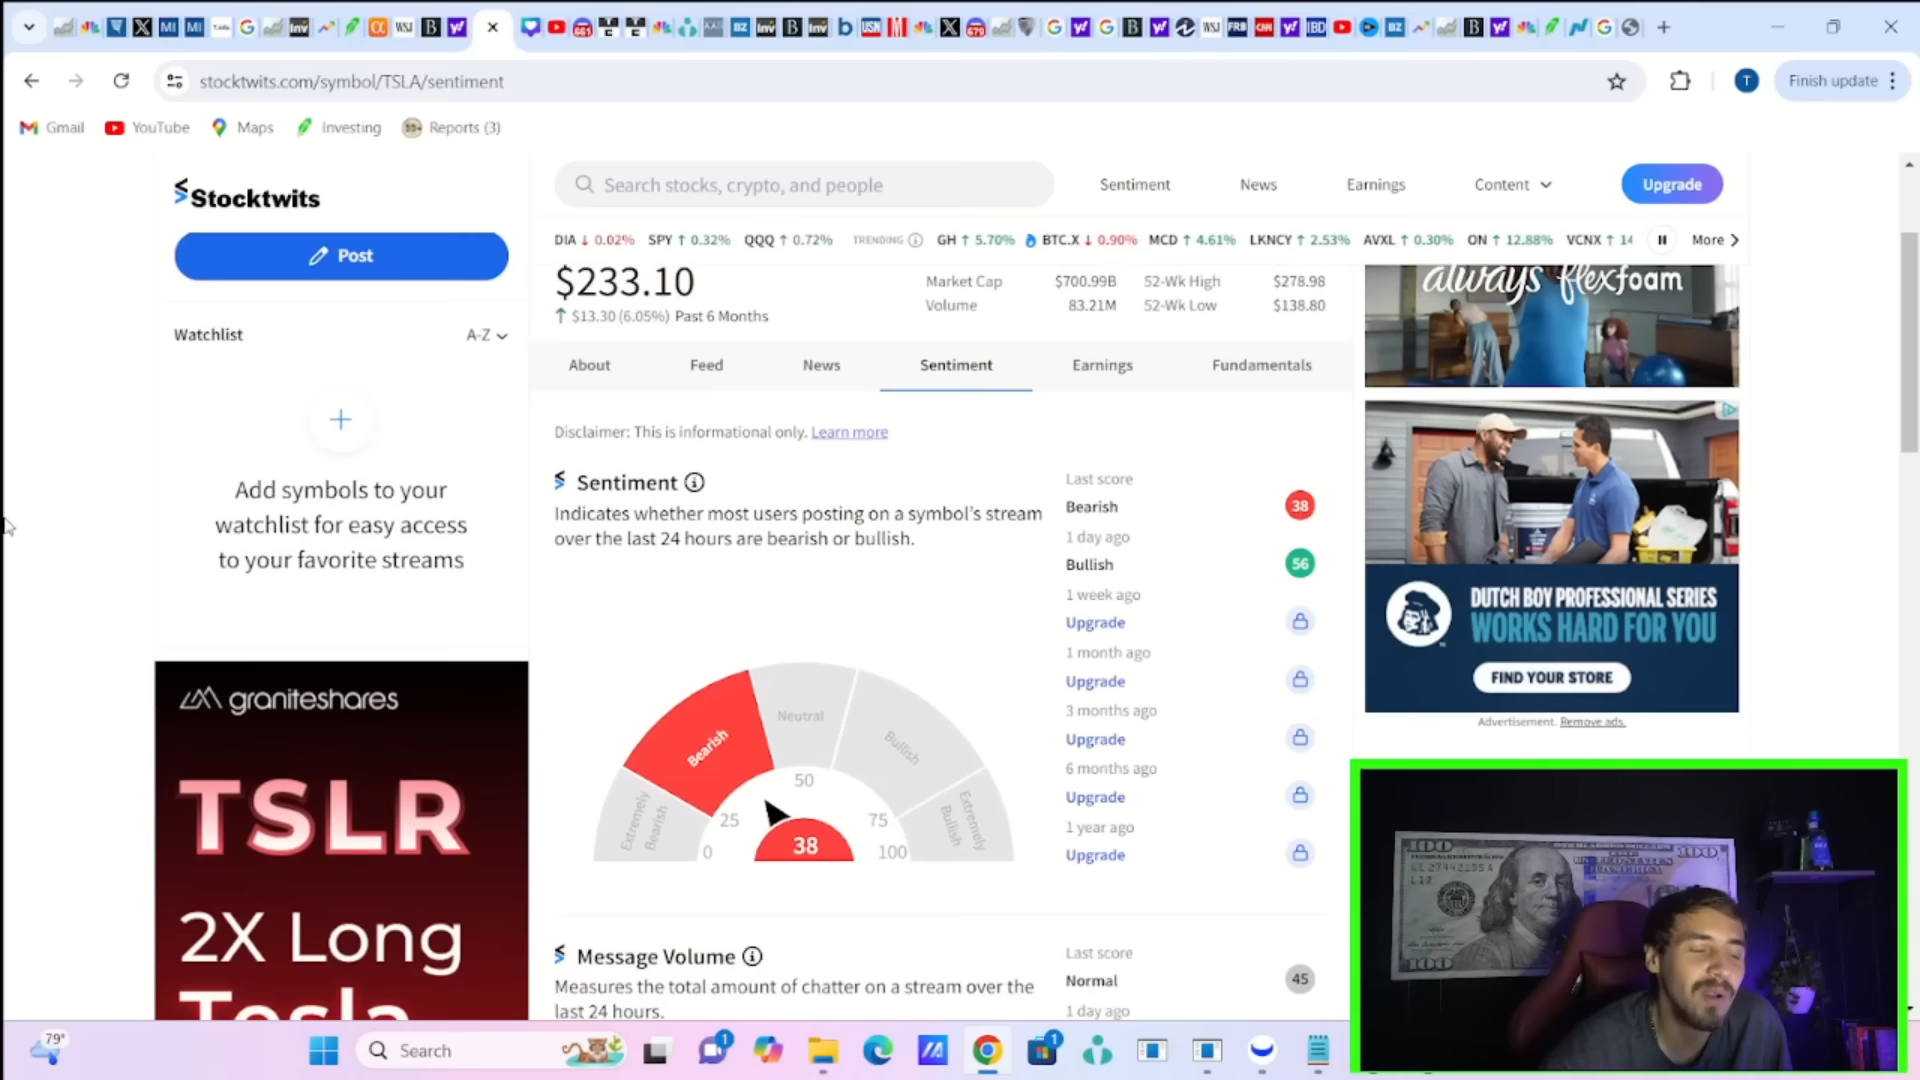 stocktwits.com/symbol/TSLA/sentiment
Finish update
Gmail
YouTube
Maps
Investing
Reports (3)
Stocktwits
Search stocks, crypto, and people
Sentiment
News
Earnings
Content
Upgrade
Post
DIA ↓ 0.02% SPY ↑ 0.32% QQQ ↑ 0.72% TRENDING GH ↑ 5.70% BTC.X ↓ 0.90% MCD ↑ 4.61% LKNCY ↑ 2.53% AVXL ↑ 0.30% ON ↑ 12.88% VCNX ↑ 14
More
$233.10
↑ $13.30 (6.05%) Past 6 Months
Market Cap $700.99B 52-Wk High $278.98
Volume 83.21M 52-Wk Low $138.80
always flexfoam
Watchlist
A-Z
Add symbols to your
watchlist for easy access
to your favorite streams
About
Feed
News
Sentiment
Earnings
Fundamentals
Disclaimer: This is informational only. Learn more
Sentiment
Indicates whether most users posting on a symbol's stream
over the last 24 hours are bearish or bullish.
Last score
Bearish 38
1 day ago
Bullish 56
1 week ago
Upgrade
1 month ago
Upgrade
3 months ago
Upgrade
6 months ago
Upgrade
1 year ago
Upgrade
Extremely
Bearish
Bearish
Neutral
Bullish
Extremely
Bullish
0
25
50
75
100
38
DUTCH BOY PROFESSIONAL SERIES
WORKS HARD FOR YOU
FIND YOUR STORE
Advertisement. Remove ads.
graniteshares
TSLR
2X Long
Tesla
Message Volume
Measures the total amount of chatter on a stream over the
last 24 hours.
Last score
Normal 45
1 day ago
100
100
100
79°
Search
1
1
T